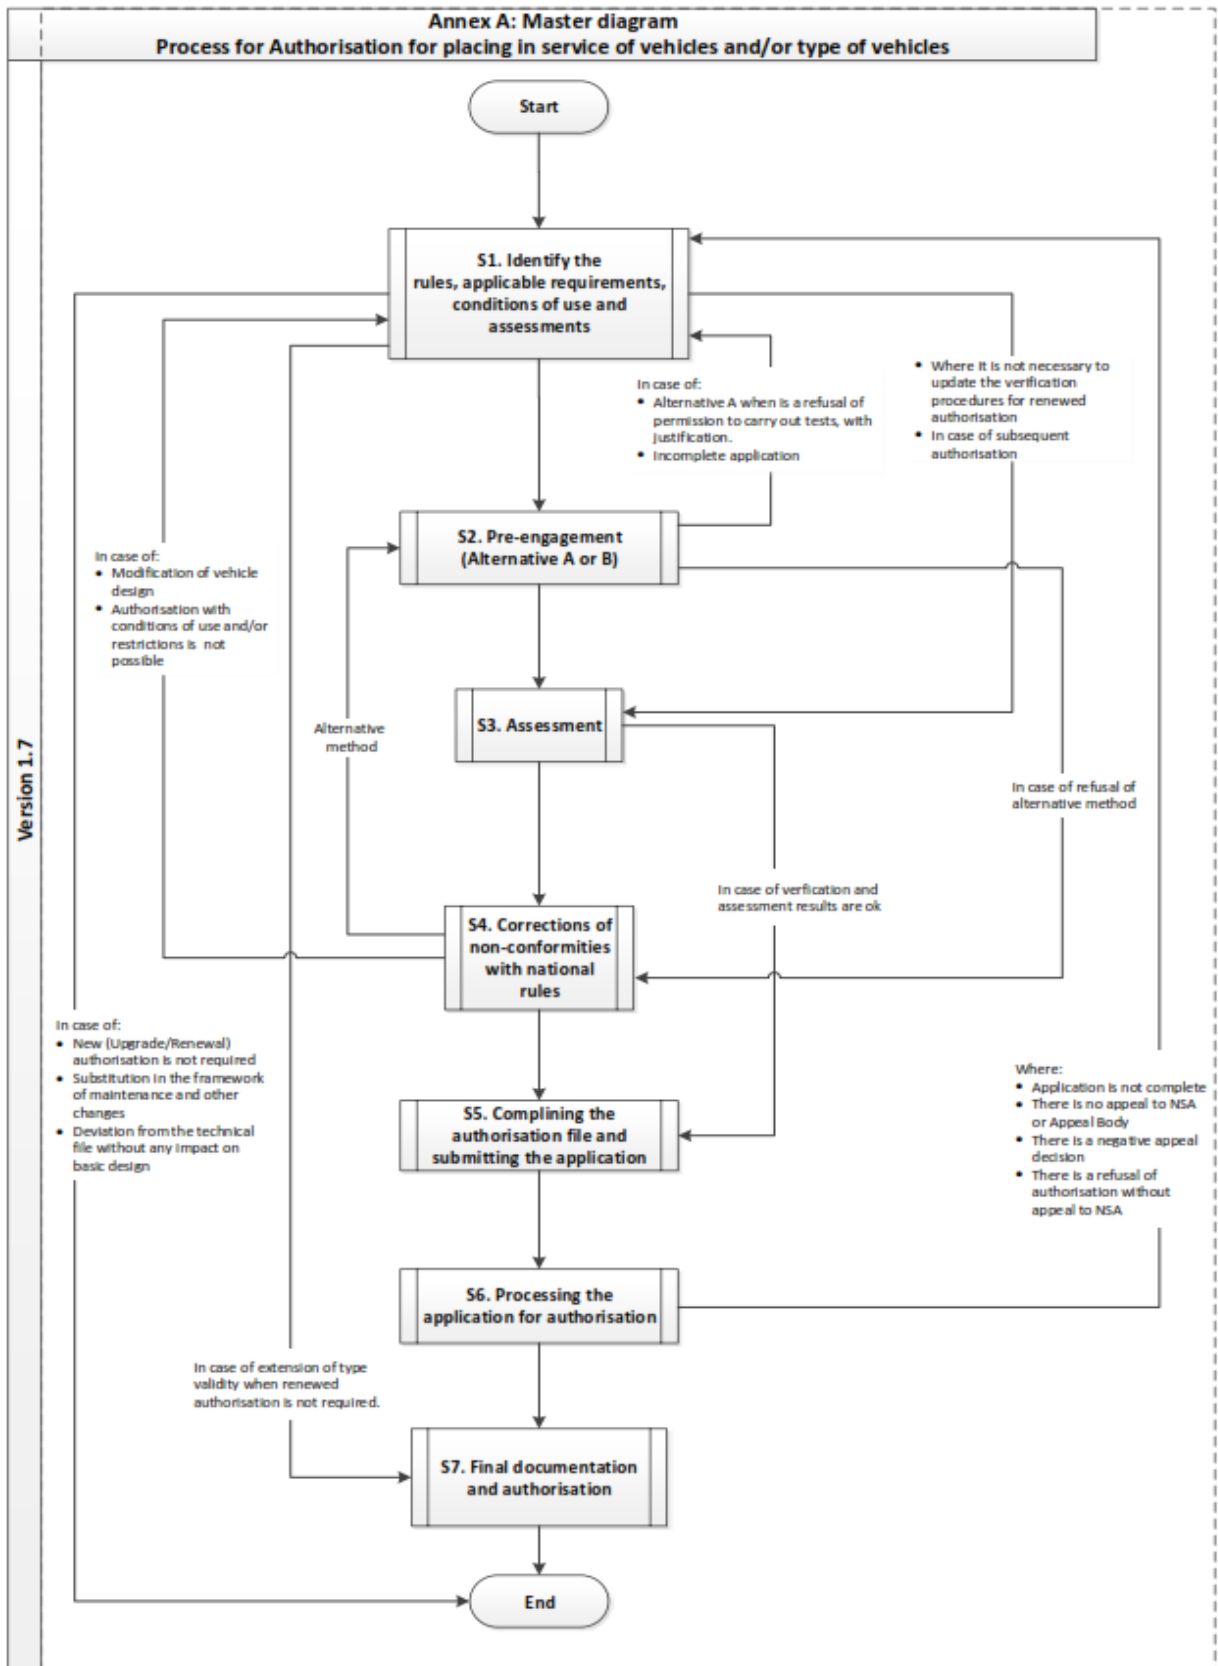 Annex A: Master diagram
Process for Authorisation for placing in service of vehicles and/or type of vehicles
Version 1.7
Start
S1. Identify the
rules, applicable requirements,
conditions of use and
assessments
In case of:
• Alternative A when is a refusal of
permission to carry out tests, with
justification.
• Incomplete application
• Where it is not necessary to
update the verification
procedures for renewed
authorisation
• In case of subsequent
authorisation
S2. Pre-engagement
(Alternative A or B)
In case of:
• Modification of vehicle
design
• Authorisation with
conditions of use and/or
restrictions is not
possible
Alternative
method
S3. Assessment
In case of refusal of
alternative method
In case of verfication and
assessment results are ok
S4. Corrections of
non-conformities
with national
rules
In case of:
• New (Upgrade/Renewal)
authorisation is not required
• Substitution in the framework
of maintenance and other
changes
• Deviation from the technical
file without any impact on
basic design
Where:
• Application is not complete
• There is no appeal to NSA
or Appeal Body
• There is a negative appeal
decision
• There is a refusal of
authorisation without
appeal to NSA
S5. Complining the
authorisation file and
submitting the application
S6. Processing the
application for authorisation
In case of extension of type
validity when renewed
authorisation is not required.
S7. Final documentation
and authorisation
End